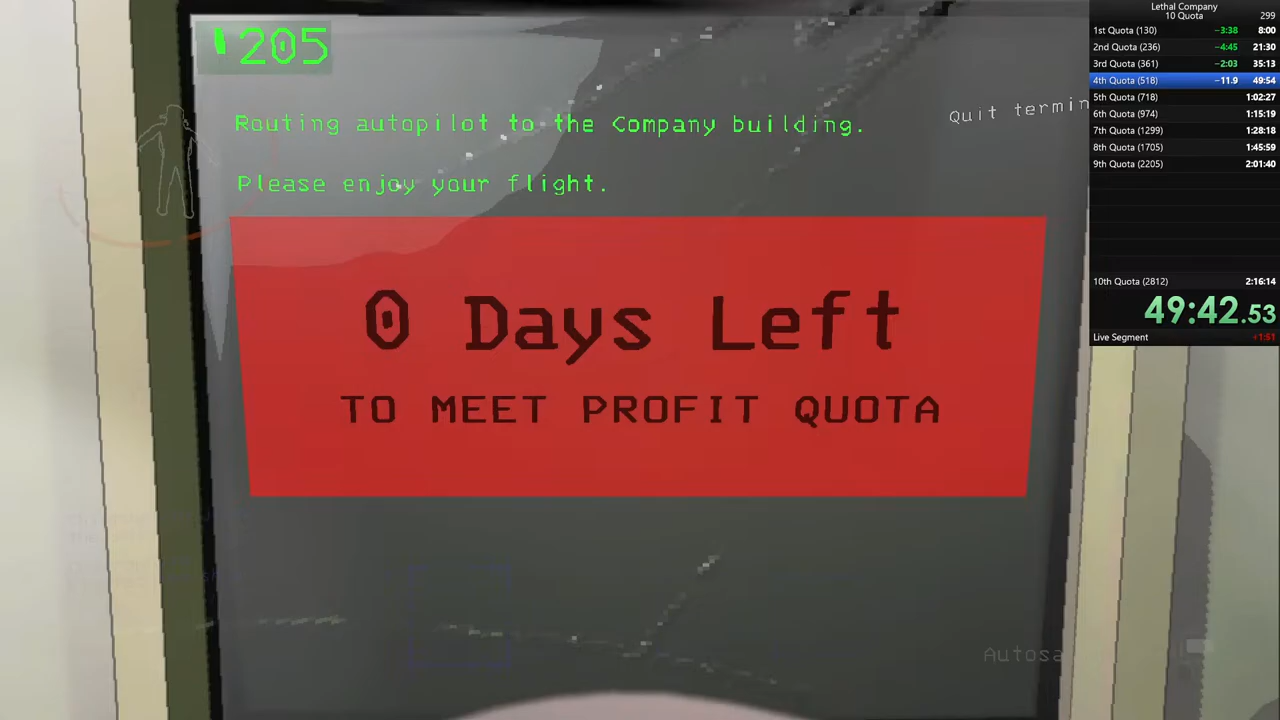 205
Routing autopilot to the Company building.
Please enjoy your flight.
Quit termin
0 Days Left
TO MEET PROFIT QUOTA
Autosa
Lethal Company
10 Quota 299
1st Quota (130) −3:38 8:00
2nd Quota (236) −4:45 21:30
3rd Quota (361) −2:03 35:13
4th Quota (518) −11.9 49:54
5th Quota (718) 1:02:27
6th Quota (974) 1:15:19
7th Quota (1299) 1:28:18
8th Quota (1705) 1:45:59
9th Quota (2205) 2:01:40
10th Quota (2812) 2:16:14
49:42.53
Live Segment +1:51